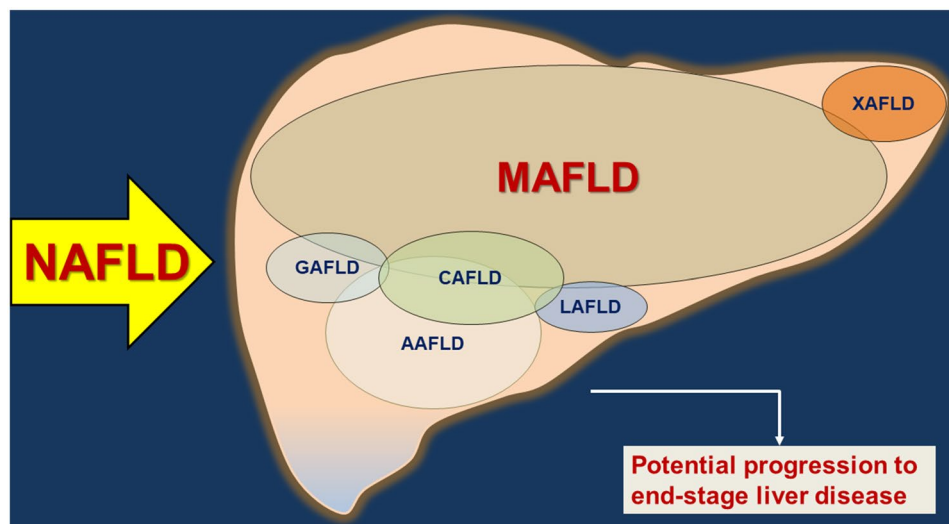 NAFLD
MAFLD
XAFLD
GAFLD
CAFLD
LAFLD
AAFLD
Potential progression to
end-stage liver disease